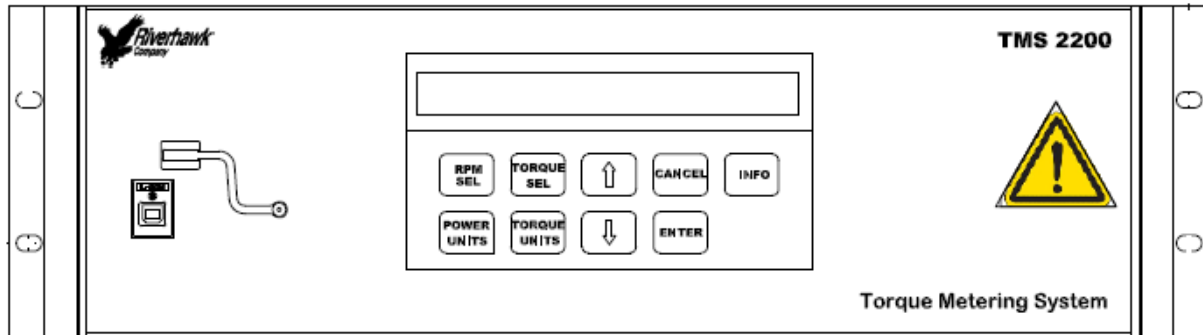 Riverhawk
Company
TMS 2200
RPM
SEL
TORQUE
SEL
CANCEL
INFO
POWER
UNITS
TORQUE
UNITS
ENTER
Torque Metering System